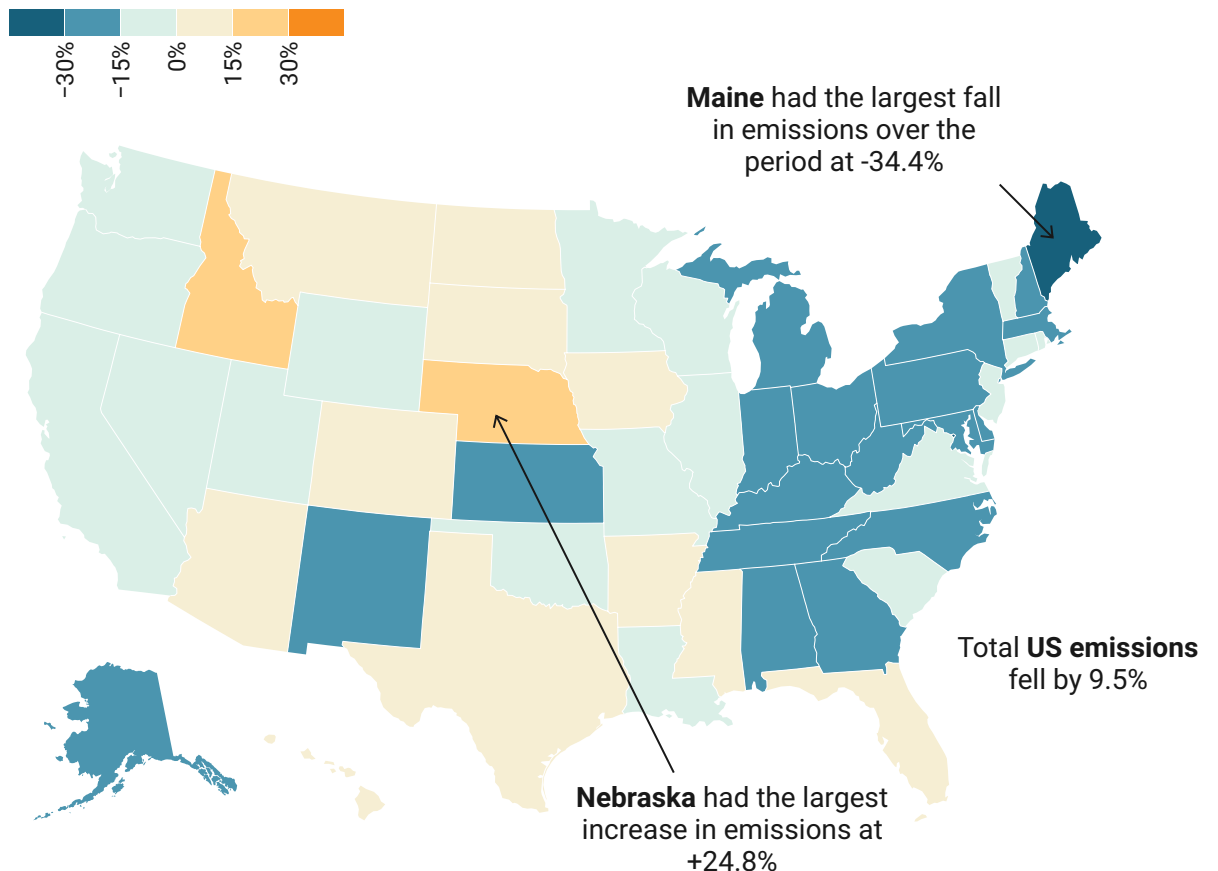 −30%
−15%
0%
15%
30%
Maine had the largest fall
in emissions over the
period at -34.4%
Total US emissions
fell by 9.5%
Nebraska had the largest
increase in emissions at
+24.8%